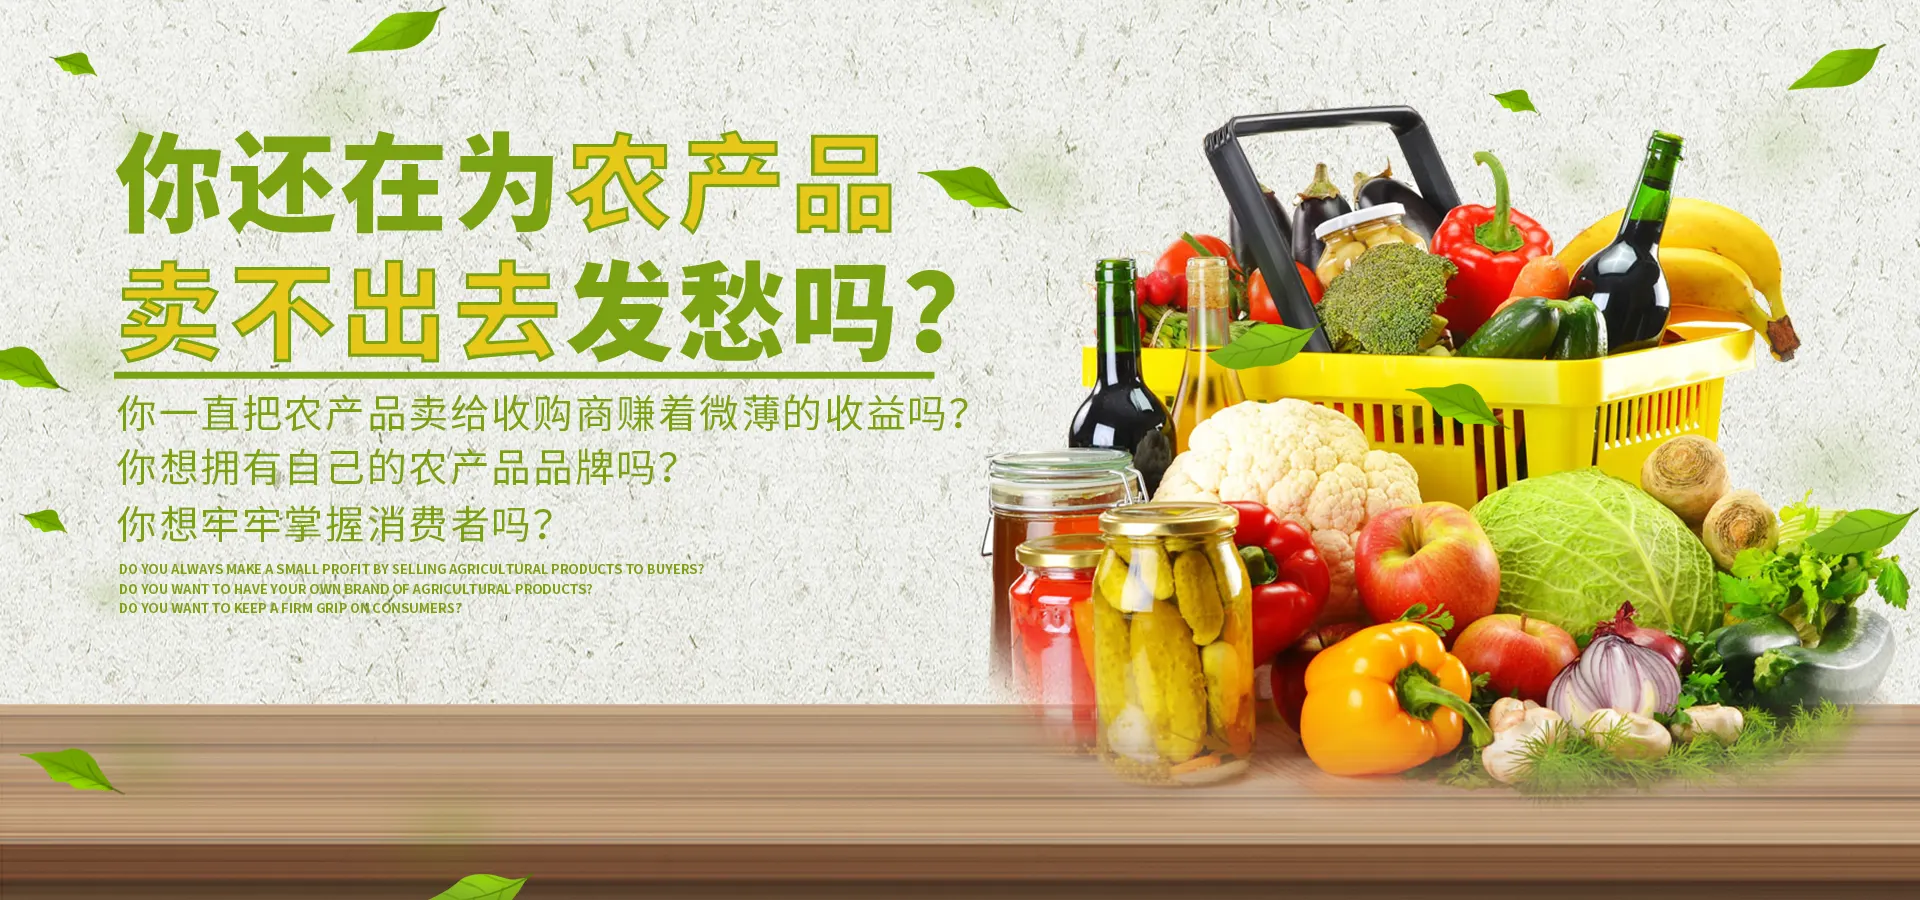 你还在为农产品
卖不出去发愁吗?
你一直把农产品卖给收购商赚着微薄的收益吗?
你想拥有自己的农产品品牌吗?
你想牢牢掌握消费者吗?
DO YOU ALWAYS MAKE A SMALL PROFIT BY SELLING AGRICULTURAL PRODUCTS TO BUYERS?
DO YOU WANT TO HAVE YOUR OWN BRAND OF AGRICULTURAL PRODUCTS?
DO YOU WANT TO KEEP A FIRM GRIP ON CONSUMERS?